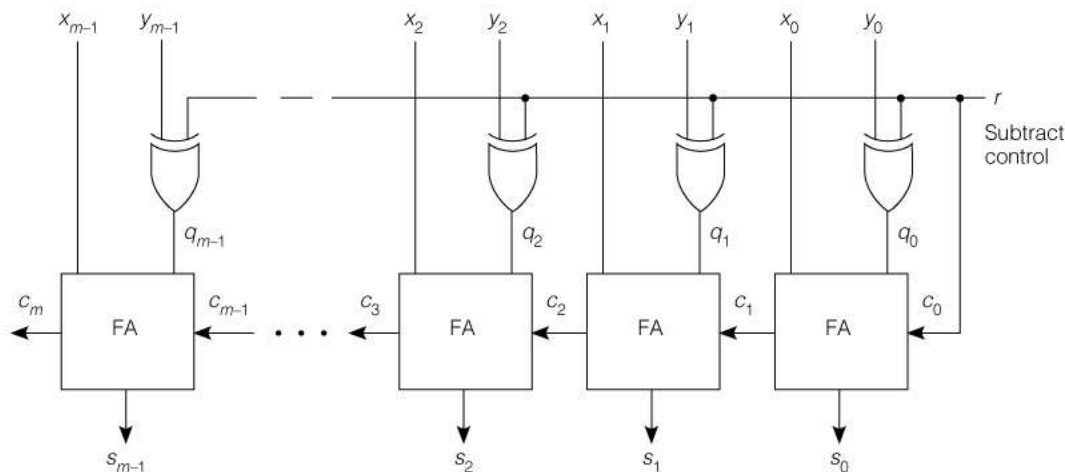 x_{m–1} y_{m–1} x_2 y_2 x_1 y_1 x_0 y_0
r
Subtract
control
q_{m–1} q_2 q_1 q_0
c_m c_{m–1} c_3 c_2 c_1 c_0
FA FA FA FA
s_{m–1} s_2 s_1 s_0